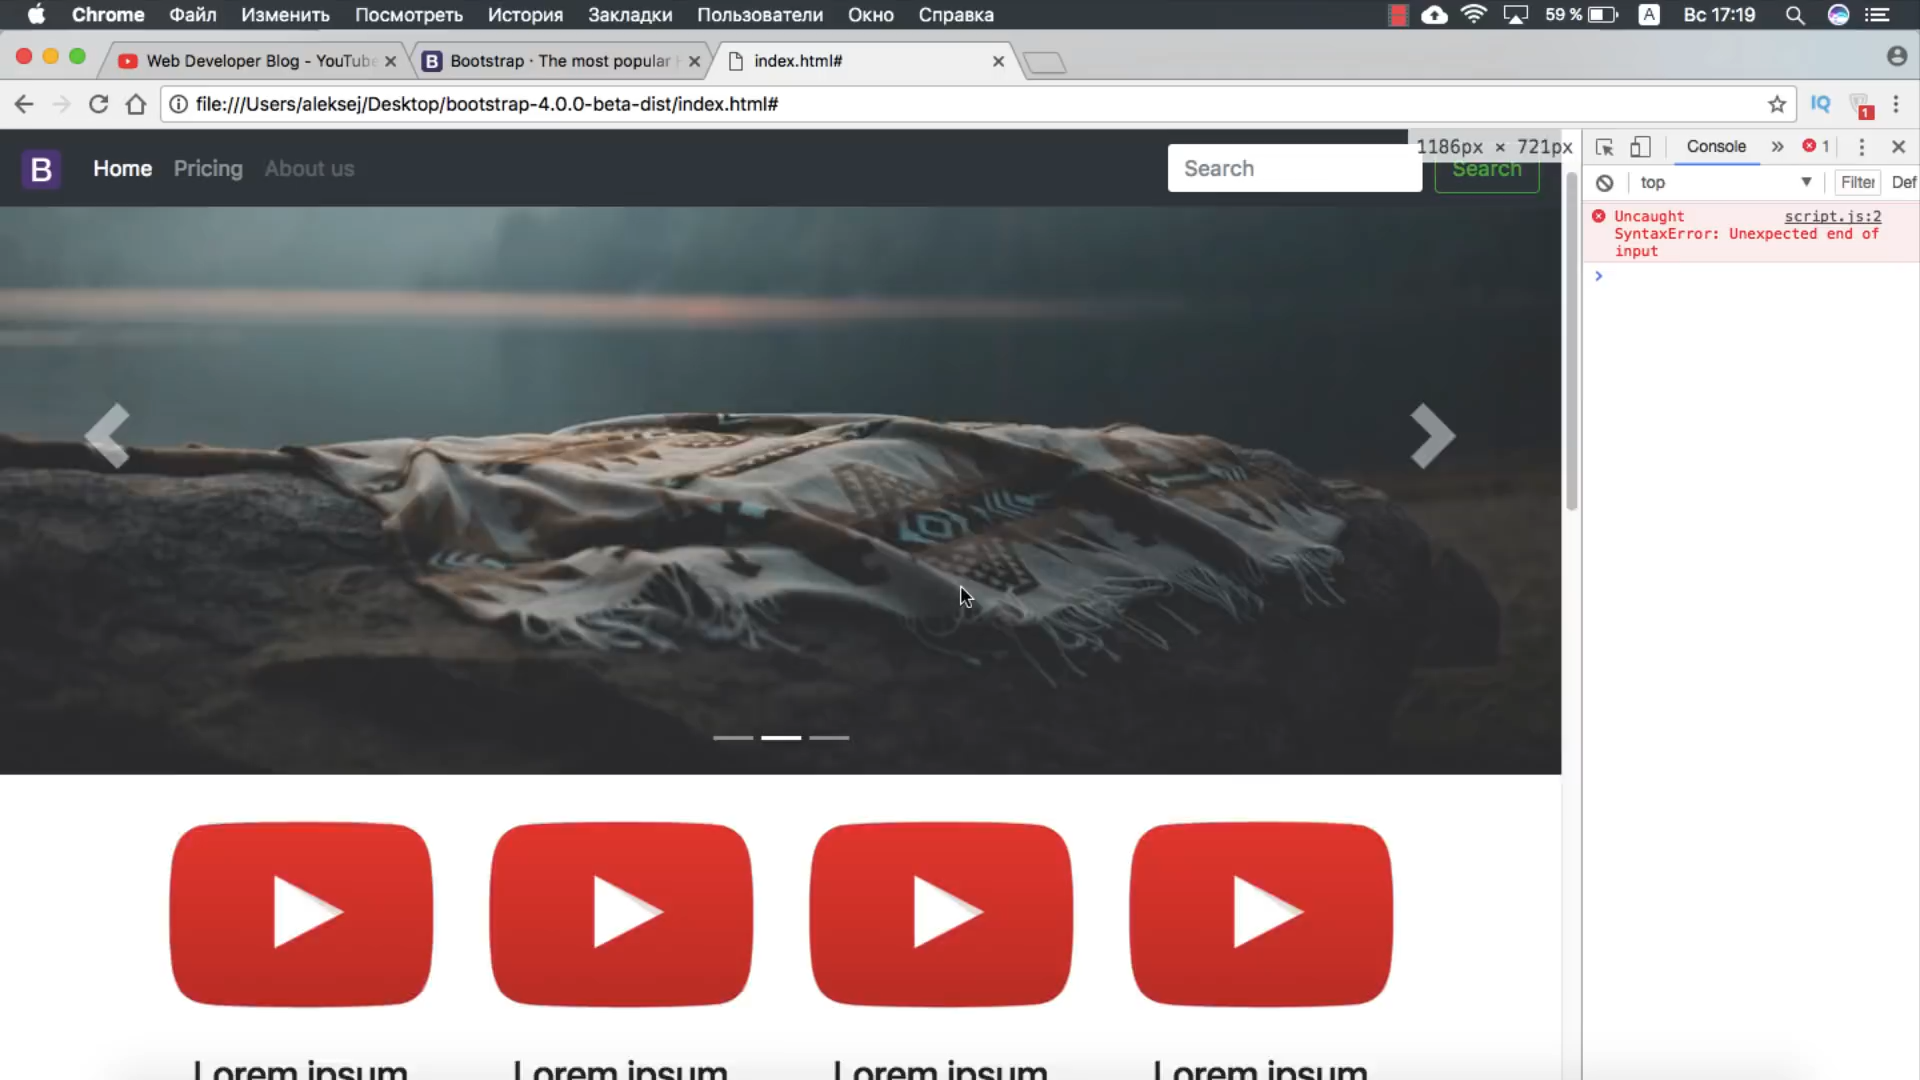 Chrome Файл Изменить Посмотреть История Закладки Пользователи Окно Справка 59 % A Вс 17:19
Web Developer Blog - YouTube B Bootstrap · The most popular index.html#
file:///Users/aleksej/Desktop/bootstrap-4.0.0-beta-dist/index.html# IQ 1
1186px × 721px Console » 1
B Home Pricing About us Search Search
top Filter Def
Uncaught script.js:2
SyntaxError: Unexpected end of
input
Lorem ipsum Lorem ipsum Lorem ipsum Lorem ipsum